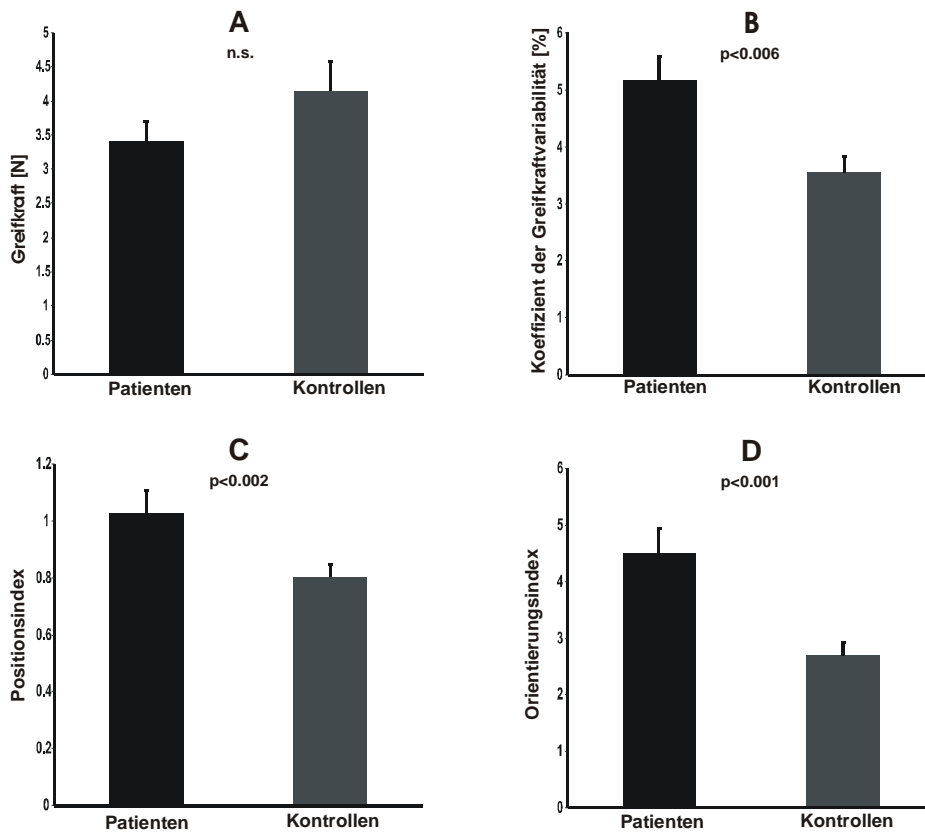 A
n.s.
Greifkraft [N]
5
4.5
4
3.5
3
2.5
2
1.5
1
0.5
0
Patienten
Kontrollen
B
p<0.006
Koeffizient der Greifkraftvariabilität [%]
6
5
4
3
2
1
0
Patienten
Kontrollen
C
p<0.002
Positionsindex
1.2
1
0.8
0.6
0.4
0.2
0
Patienten
Kontrollen
D
p<0.001
Orientierungsindex
6
5
4
3
2
1
0
Patienten
Kontrollen